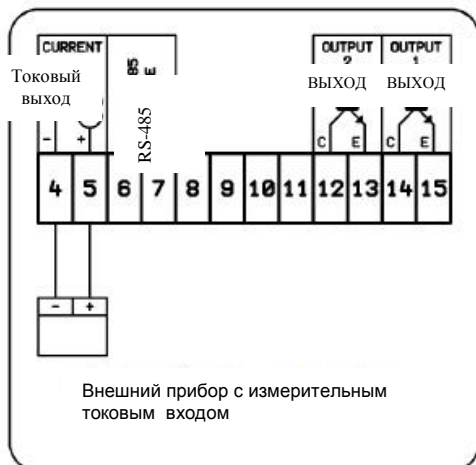 CURRENT
Токовый
выход
- +
85
E
RS-485
OUTPUT
2
ВЫХОД
C E
OUTPUT
1
ВЫХОД
C E
4 5 6 7 8 9 10 11 12 13 14 15
- +
Внешний прибор с измерительным
токовым входом